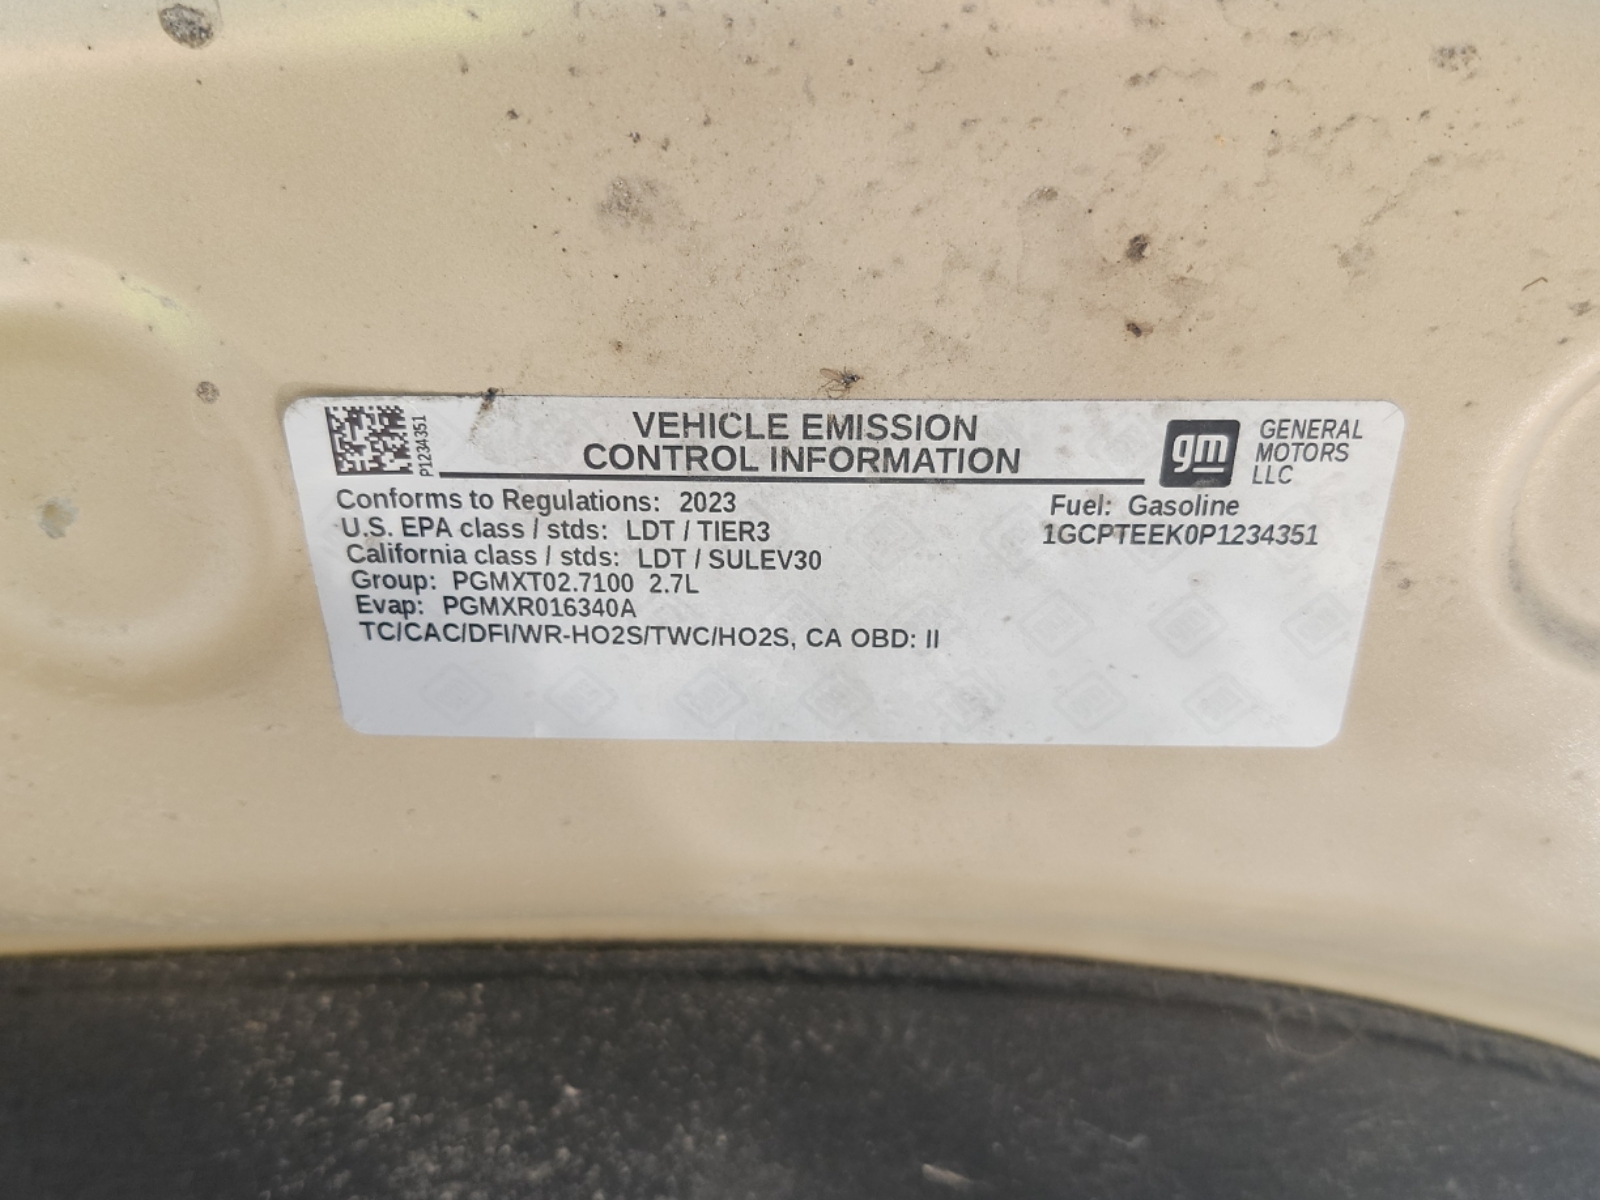 P1234351
VEHICLE EMISSION
CONTROL INFORMATION
gm
GENERAL
MOTORS
LLC
Conforms to Regulations: 2023
U.S. EPA class / stds: LDT / TIER3
California class / stds: LDT / SULEV30
Group: PGMXT02.7100 2.7L
Evap: PGMXR016340A
TC/CAC/DFI/WR-HO2S/TWC/HO2S, CA OBD: II
Fuel: Gasoline
1GCPTEEK0P1234351